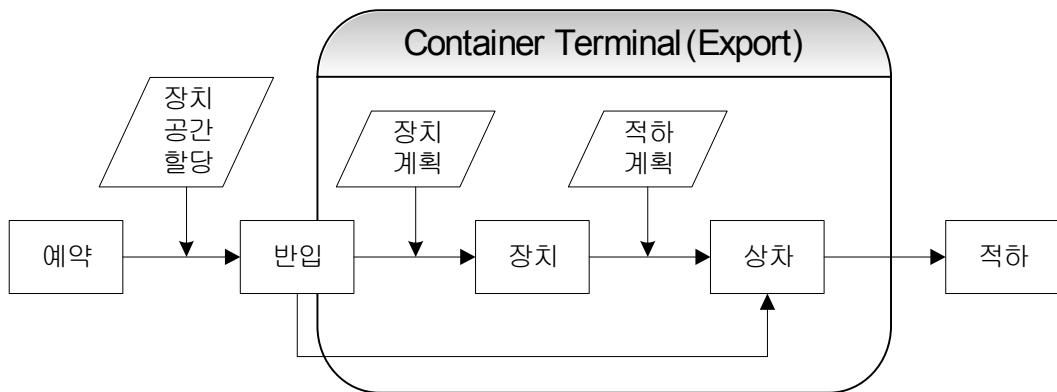 Container Terminal (Export)
장치
공간
할당
장치
계획
적하
계획
예약
반입
장치
상차
적하